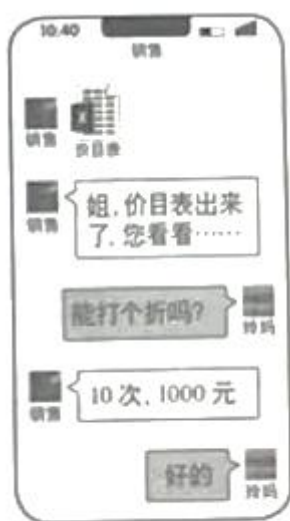 10:40
销售
销售
价目表
销售
姐，价目表出来
了，您看看……
能打个折吗？
玲妈
销售
10次，1000元
好的
玲妈